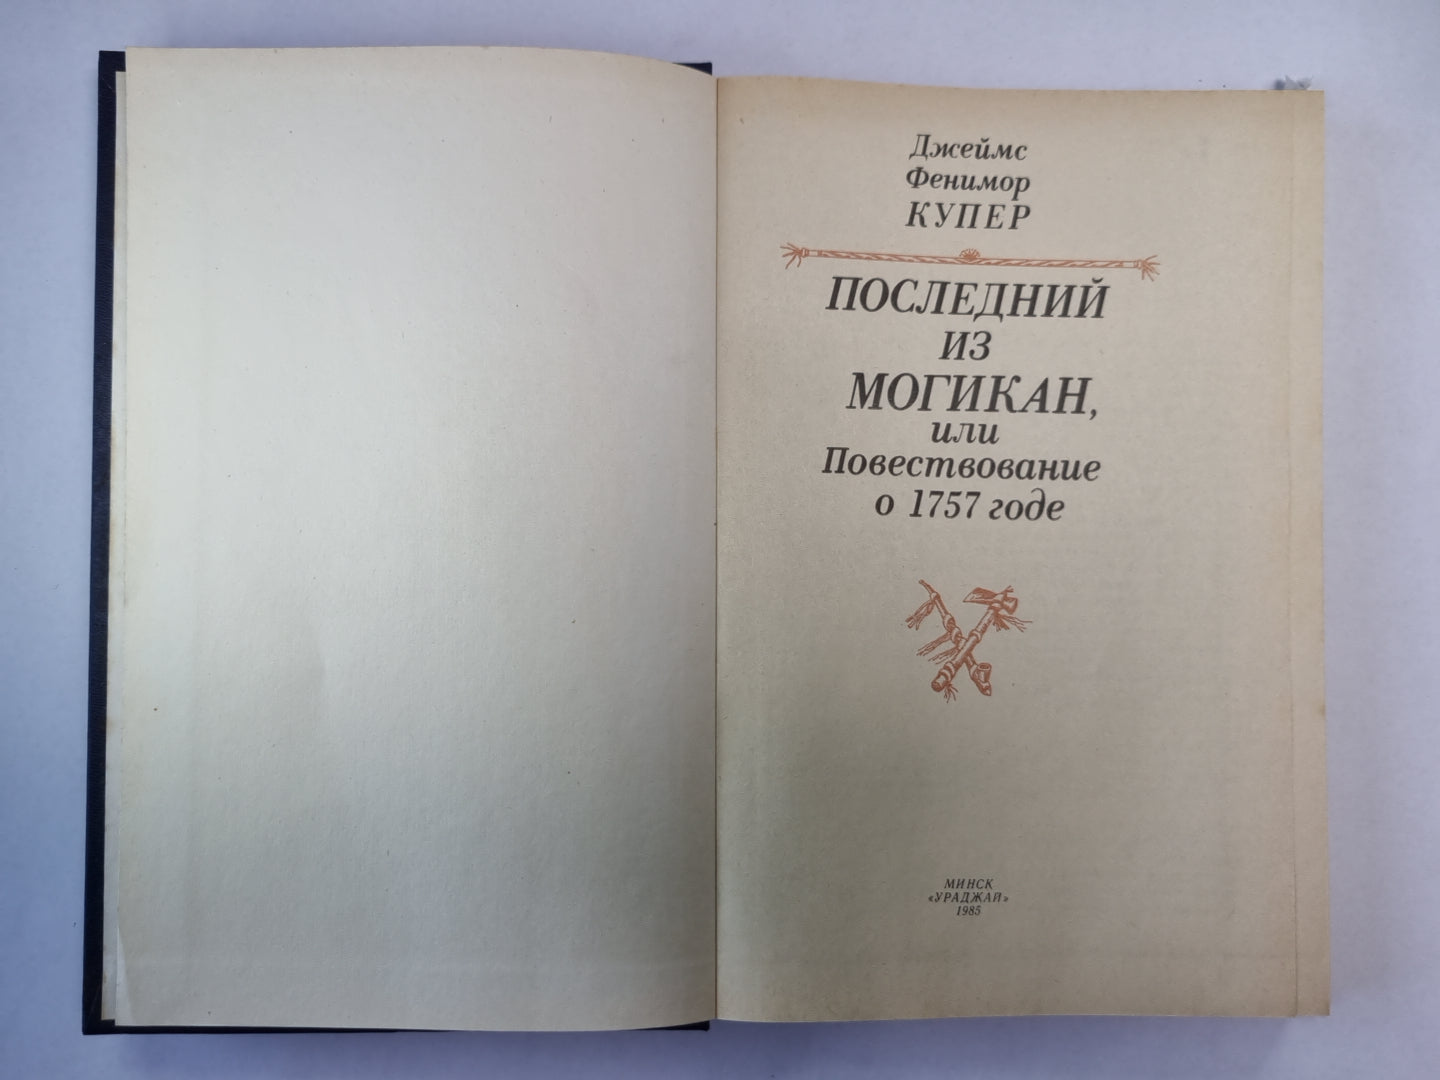 Джеймс
Фенимор
КУПЕР
ПОСЛЕДНИЙ
ИЗ
МОГИКАН,
или
Повествование
о 1757 годе
МИНСК
«УРАДЖАЙ»
1985